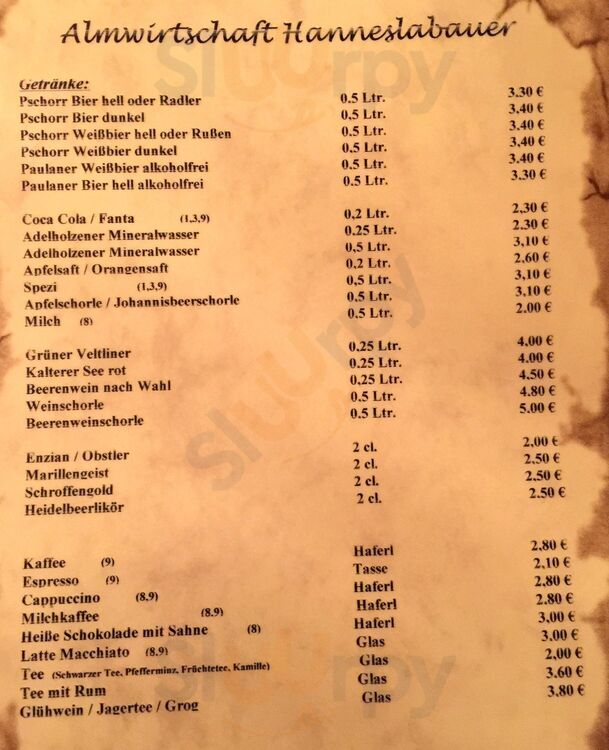 Almwirtschaft Hanneslabauer
Getränke:
Pschorr Bier hell oder Radler 0.5 Ltr. 3.30 €
Pschorr Bier dunkel 0.5 Ltr. 3,40 €
Pschorr Weißbier hell oder Rußen 0.5 Ltr. 3.40 €
Pschorr Weißbier dunkel 0.5 Ltr. 3,40 €
Paulaner Weißbier alkoholfrei 0.5 Ltr. 3.40 €
Paulaner Bier hell alkoholfrei 0.5 Ltr. 3.30 €
Coca Cola / Fanta (1,3,9) 0,2 Ltr. 2,30 €
Adelholzener Mineralwasser 0.25 Ltr. 2.30 €
Adelholzener Mineralwasser 0,5 Ltr. 3,10 €
Apfelsaft / Orangensaft 0.2 Ltr. 2.60 €
Spezi (1,3,9) 0,5 Ltr. 3,10 €
Apfelschorle / Johannisbeerschorle 0.5 Ltr. 3,10 €
Milch (8) 0.5 Ltr. 2.00 €
Grüner Veltliner 0,25 Ltr. 4.00 €
Kalterer See rot 0.25 Ltr. 4.00 €
Beerenwein nach Wahl 0,25 Ltr. 4.50 €
Weinschorle 0.5 Ltr. 4.80 €
Beerenweinschorle 0.5 Ltr. 5.00 €
Enzian / Obstler 2 cl. 2,00 €
Marillengeist 2 cl. 2.50 €
Schroffengold 2 cl. 2.50 €
Heidelbeerlikör 2 cl. 2.50 €
Kaffee (9) Haferl 2,80 €
Espresso (9) Tasse 2,10 €
Cappuccino (8,9) Haferl 2,80 €
Milchkaffee (8.9) Haferl 2.80 €
Heiße Schokolade mit Sahne (8) Haferl 3,00 €
Latte Macchiato (8.9) Glas 3.00 €
Tee (Schwarzer Tee, Pfefferminz, Früchtetee, Kamille) Glas 2,00 €
Tee mit Rum Glas 3.60 €
Glühwein / Jagertee / Grog Glas 3,80 €
Sluurpy
Sluurpy
Sluurpy